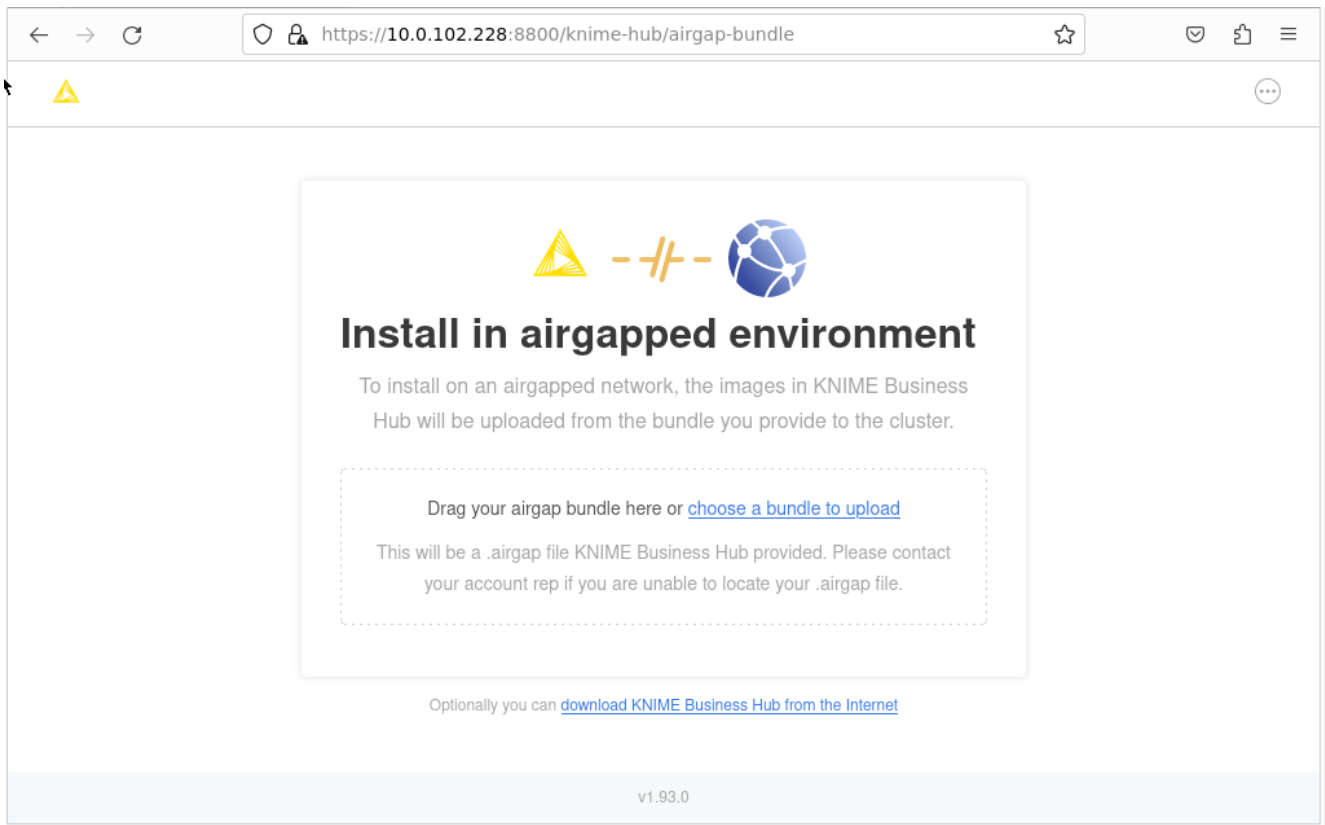 https://10.0.102.228:8800/knime-hub/airgap-bundle
Install in airgapped environment
To install on an airgapped network, the images in KNIME Business
Hub will be uploaded from the bundle you provide to the cluster.
Drag your airgap bundle here or choose a bundle to upload
This will be a .airgap file KNIME Business Hub provided. Please contact
your account rep if you are unable to locate your .airgap file.
Optionally you can download KNIME Business Hub from the Internet
v1.93.0